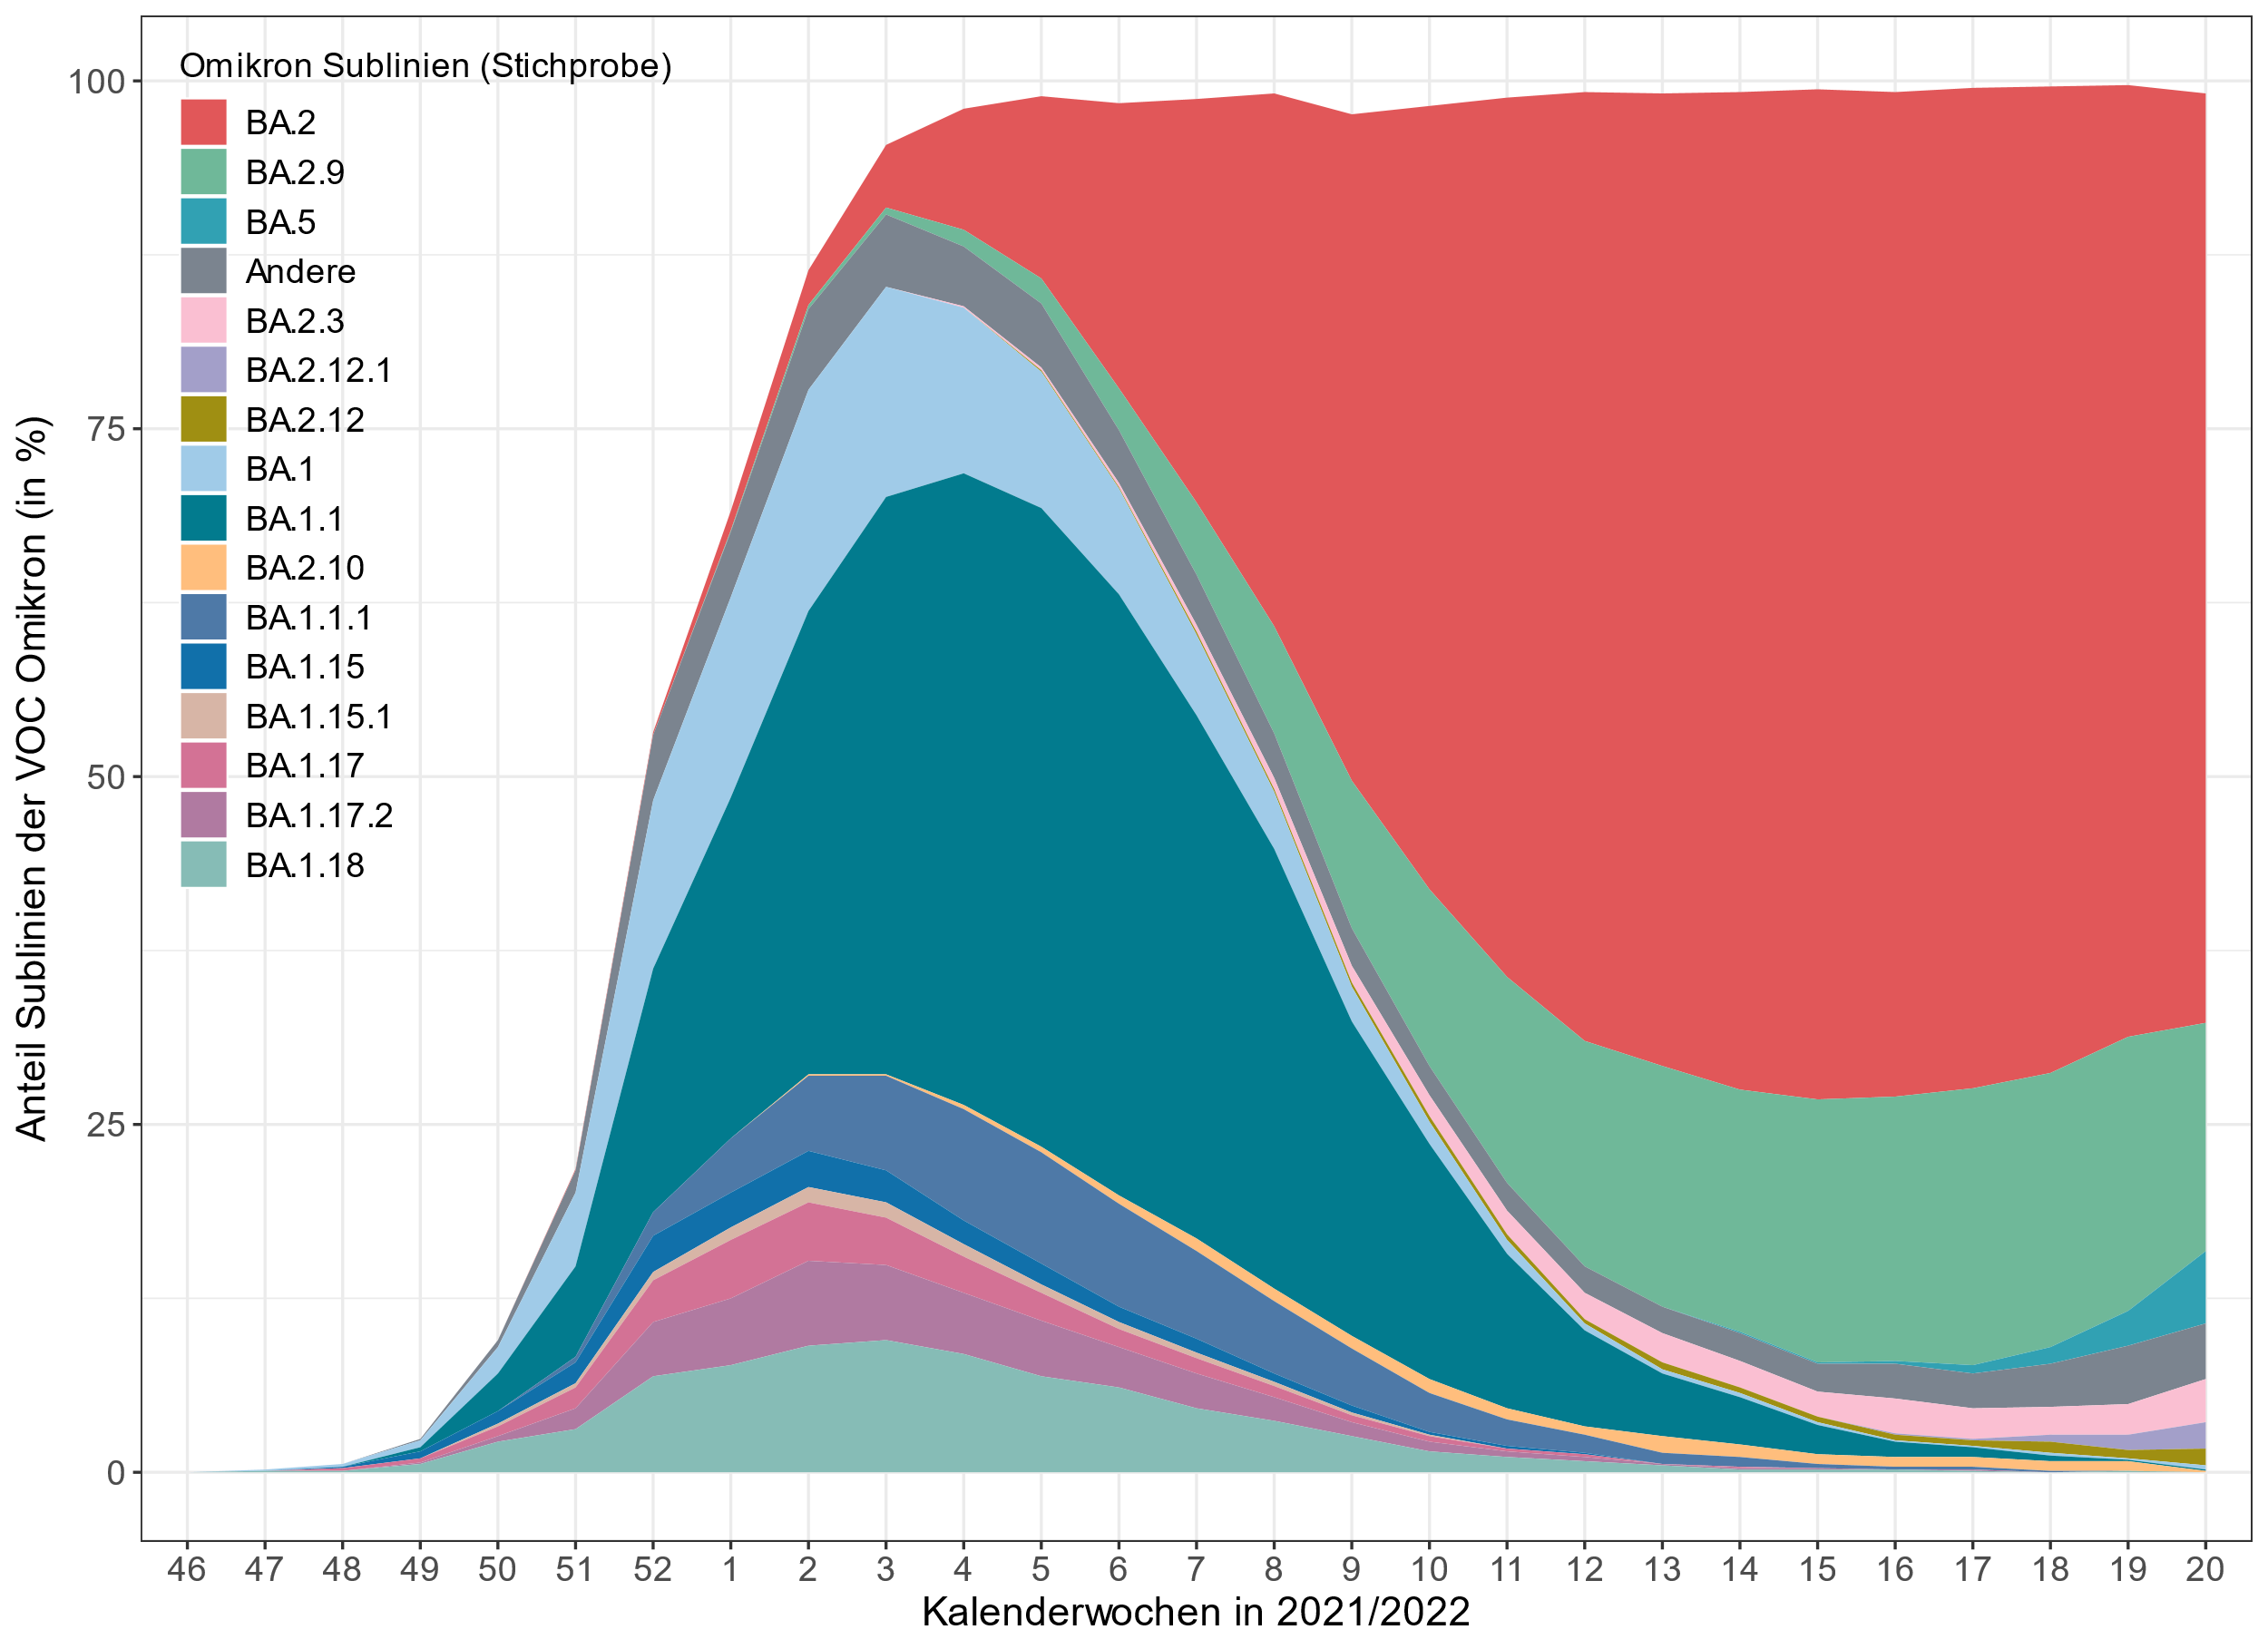 Omikron Sublinien (Stichprobe)
BA.2
BA.2.9
BA.5
Andere
BA.2.3
BA.2.12.1
BA.2.12
BA.1
BA.1.1
BA.2.10
BA.1.1.1
BA.1.15
BA.1.15.1
BA.1.17
BA.1.17.2
BA.1.18
Anteil Sublinien der VOC Omikron (in %)
100
75
50
25
0
46 47 48 49 50 51 52 1 2 3 4 5 6 7 8 9 10 11 12 13 14 15 16 17 18 19 20
Kalenderwochen in 2021/2022